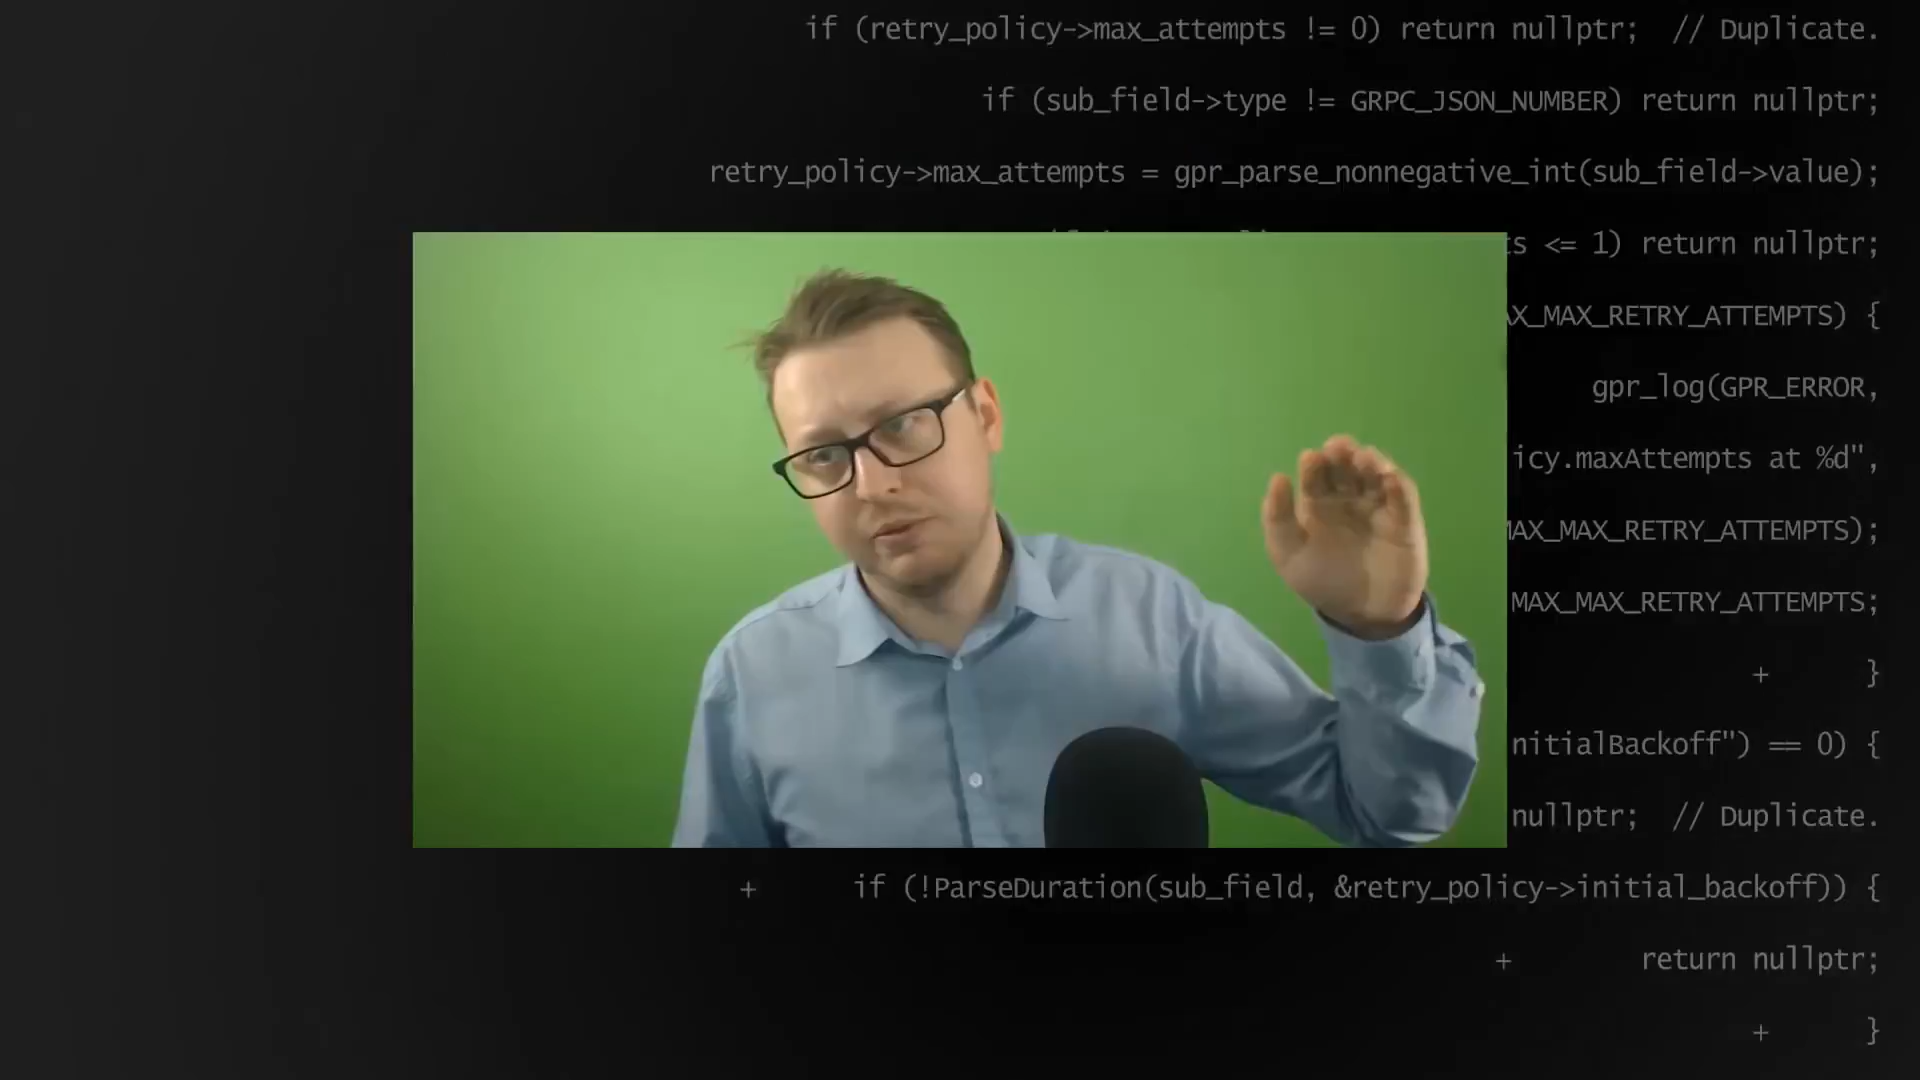 if (retry_policy->max_attempts != 0) return nullptr;  // Duplicate.
if (sub_field->type != GRPC_JSON_NUMBER) return nullptr;
retry_policy->max_attempts = gpr_parse_nonnegative_int(sub_field->value);
<= 1) return nullptr;
_MAX_RETRY_ATTEMPTS) {
gpr_log(GPR_ERROR,
icy.maxAttempts at %d",
_MAX_RETRY_ATTEMPTS);
MAX_MAX_RETRY_ATTEMPTS;
+      }
nitialBackoff") == 0) {
nullptr;  // Duplicate.
+      if (!ParseDuration(sub_field, &retry_policy->initial_backoff)) {
+        return nullptr;
+      }